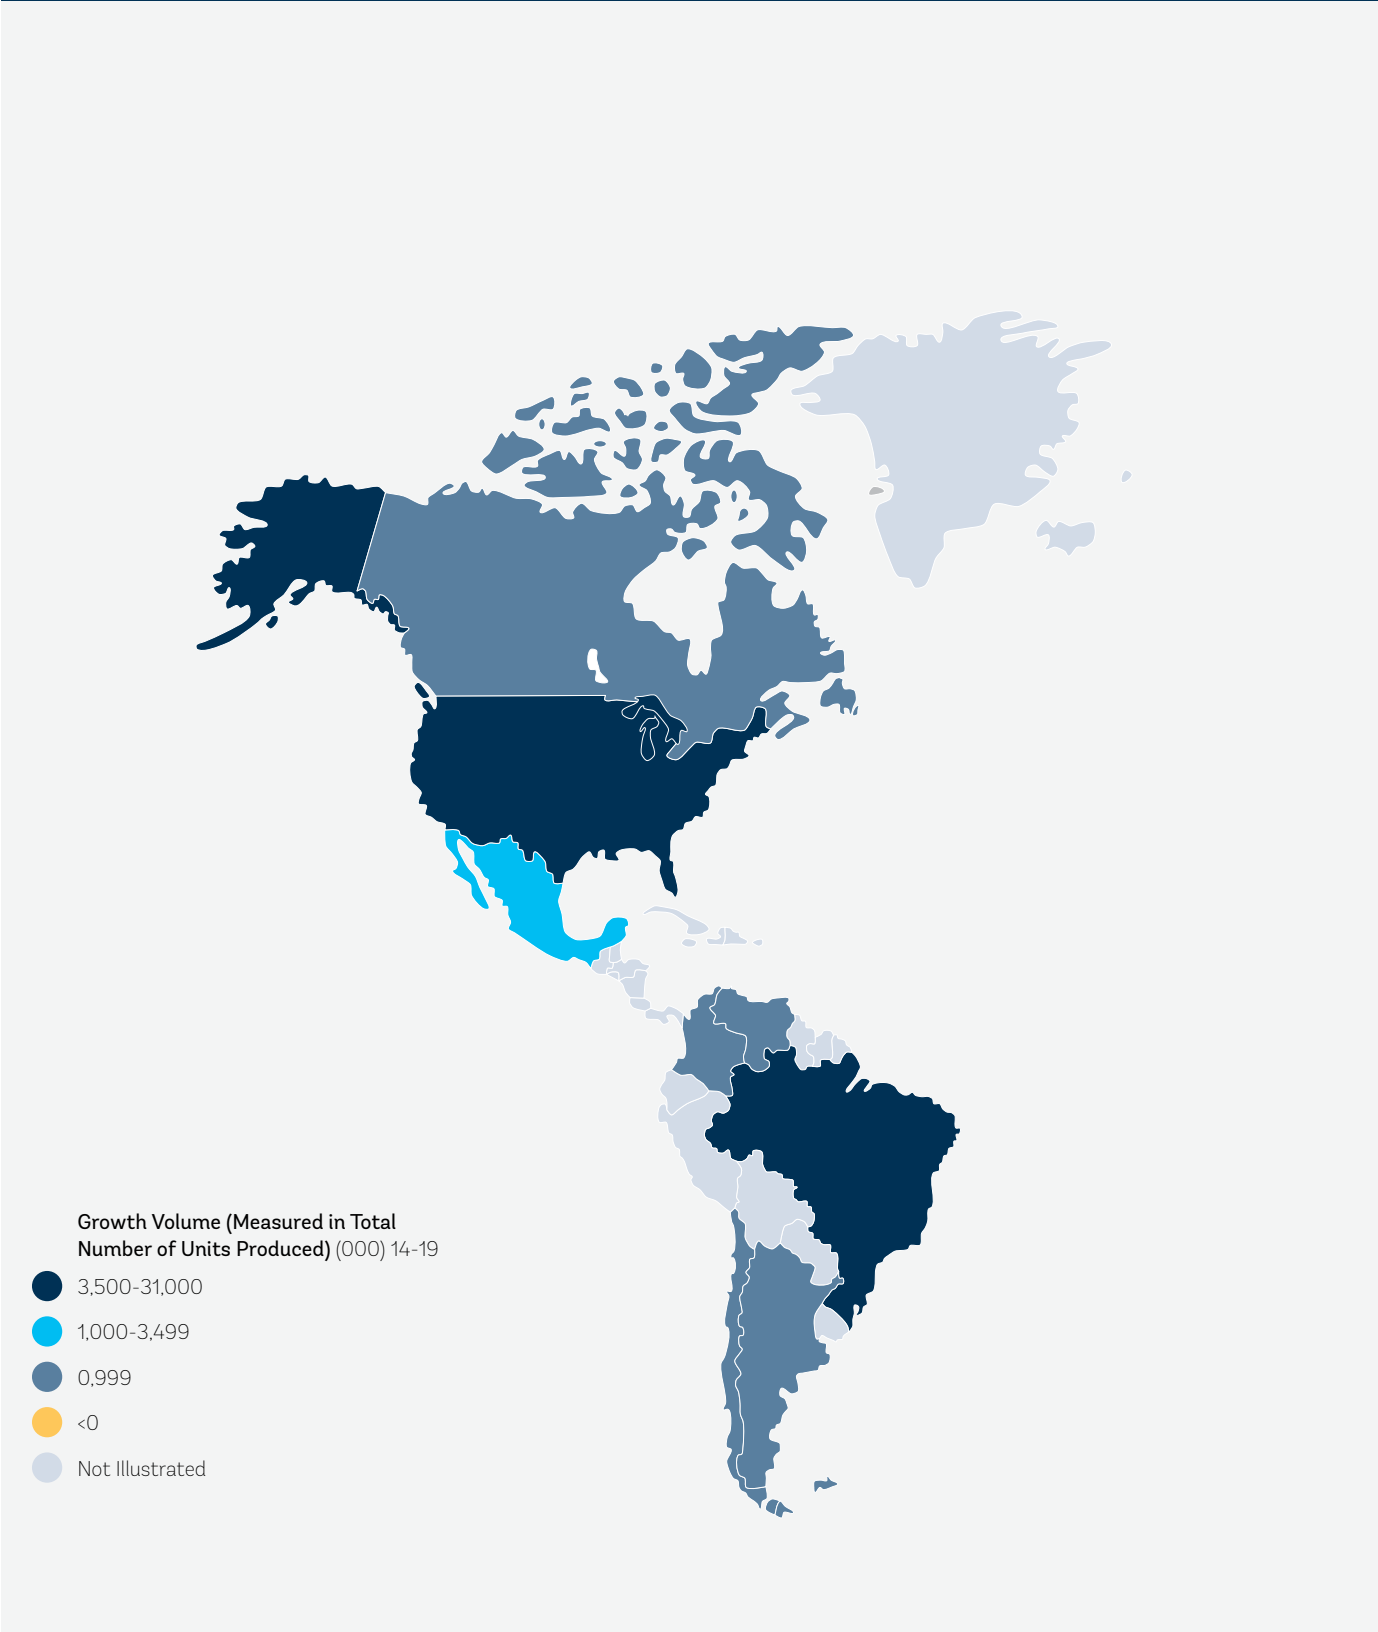 Growth Volume (Measured in Total
Number of Units Produced) (000) 14-19
3,500-31,000
1,000-3,499
0,999
<0
Not Illustrated